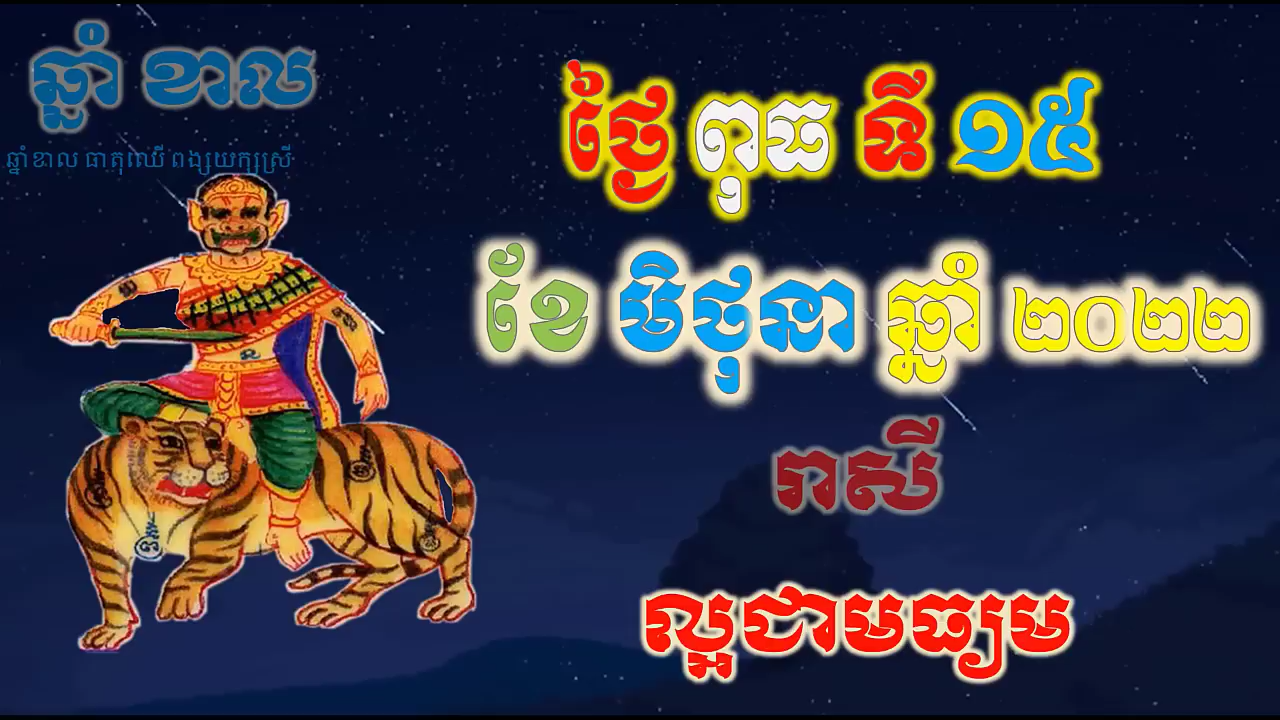 ឆ្នាំ ខាល
ឆ្នាំខាល ធាតុឈើ ពង្សយក្សស្រី
ថ្ងៃ ពុធ ទី ១៥
ខែ មិថុនា ឆ្នាំ ២០២២
រាសី
ល្អជាមធ្យម